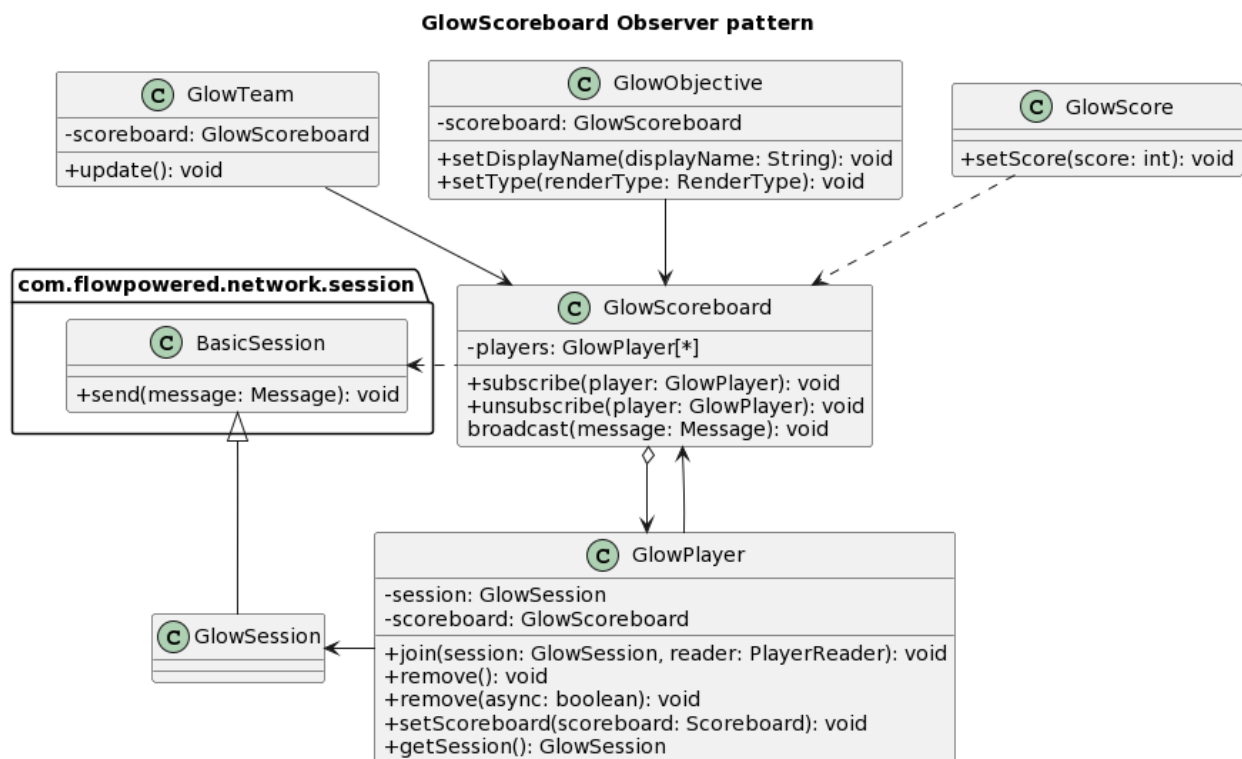 GlowScoreboard Observer pattern
C GlowTeam
-scoreboard: GlowScoreboard
+update(): void
C GlowObjective
-scoreboard: GlowScoreboard
+setDisplayName(displayName: String): void
+setType(renderType: RenderType): void
C GlowScore
+setScore(score: int): void
com.flowpowered.network.session
C BasicSession
+send(message: Message): void
C GlowScoreboard
-players: GlowPlayer[*]
+subscribe(player: GlowPlayer): void
+unsubscribe(player: GlowPlayer): void
broadcast(message: Message): void
C GlowSession
C GlowPlayer
-session: GlowSession
-scoreboard: GlowScoreboard
+join(session: GlowSession, reader: PlayerReader): void
+remove(): void
+remove(async: boolean): void
+setScoreboard(scoreboard: Scoreboard): void
+getSession(): GlowSession